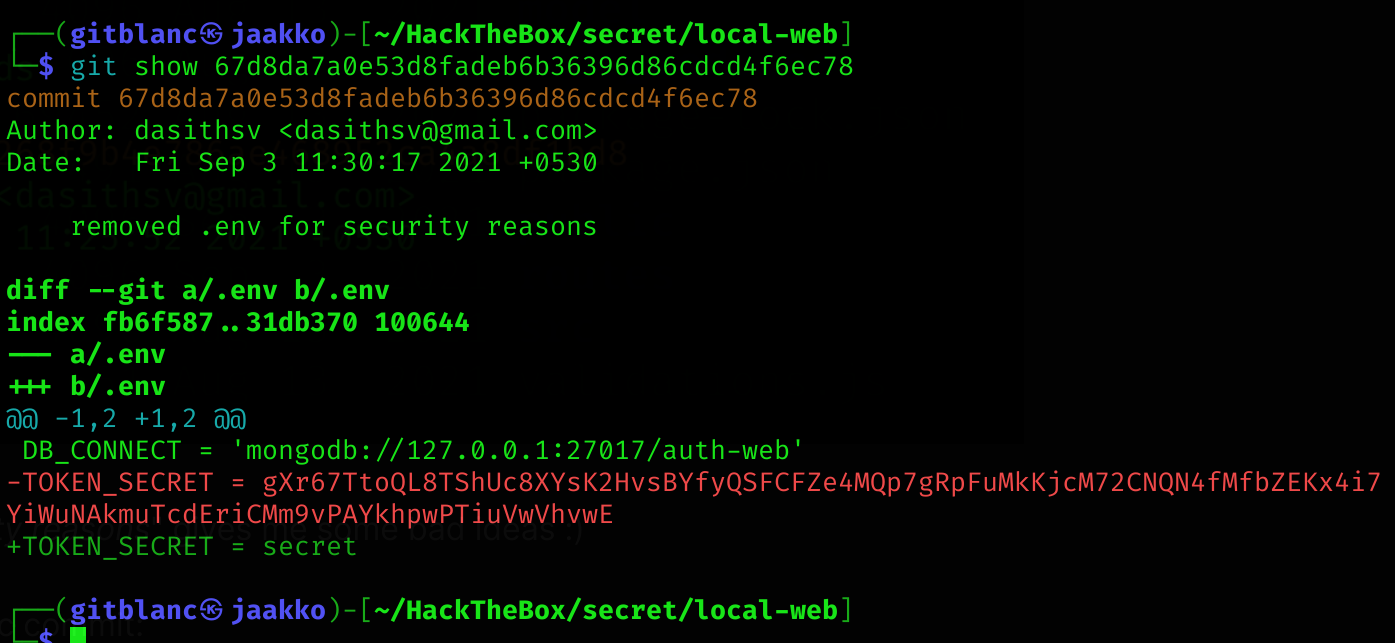 ┌──(gitblanc㉿jaakko)-[~/HackTheBox/secret/local-web]
└─$ git show 67d8da7a0e53d8fadeb6b36396d86cdcd4f6ec78
commit 67d8da7a0e53d8fadeb6b36396d86cdcd4f6ec78
Author: dasithsv <dasithsv@gmail.com>
Date:   Fri Sep 3 11:30:17 2021 +0530
    removed .env for security reasons
diff --git a/.env b/.env
index fb6f587..31db370 100644
--- a/.env
+++ b/.env
@@ -1,2 +1,2 @@
 DB_CONNECT = 'mongodb://127.0.0.1:27017/auth-web'
-TOKEN_SECRET = gXr67TtoQL8TShUc8XYsK2HvsBYfyQSFCFZe4MQp7gRpFuMkKjcM72CNQN4fMfbZEKx4i7
YiWuNAkmuTcdEriCMm9vPAYkhpwPTiuVwVhvwE
+TOKEN_SECRET = secret
┌──(gitblanc㉿jaakko)-[~/HackTheBox/secret/local-web]
└─$